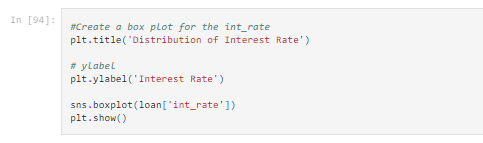 In [94]:
#Create a box plot for the int_rate
plt.title('Distribution of Interest Rate')
# ylabel
plt.ylabel('Interest Rate')
sns.boxplot(loan['int_rate'])
plt.show()